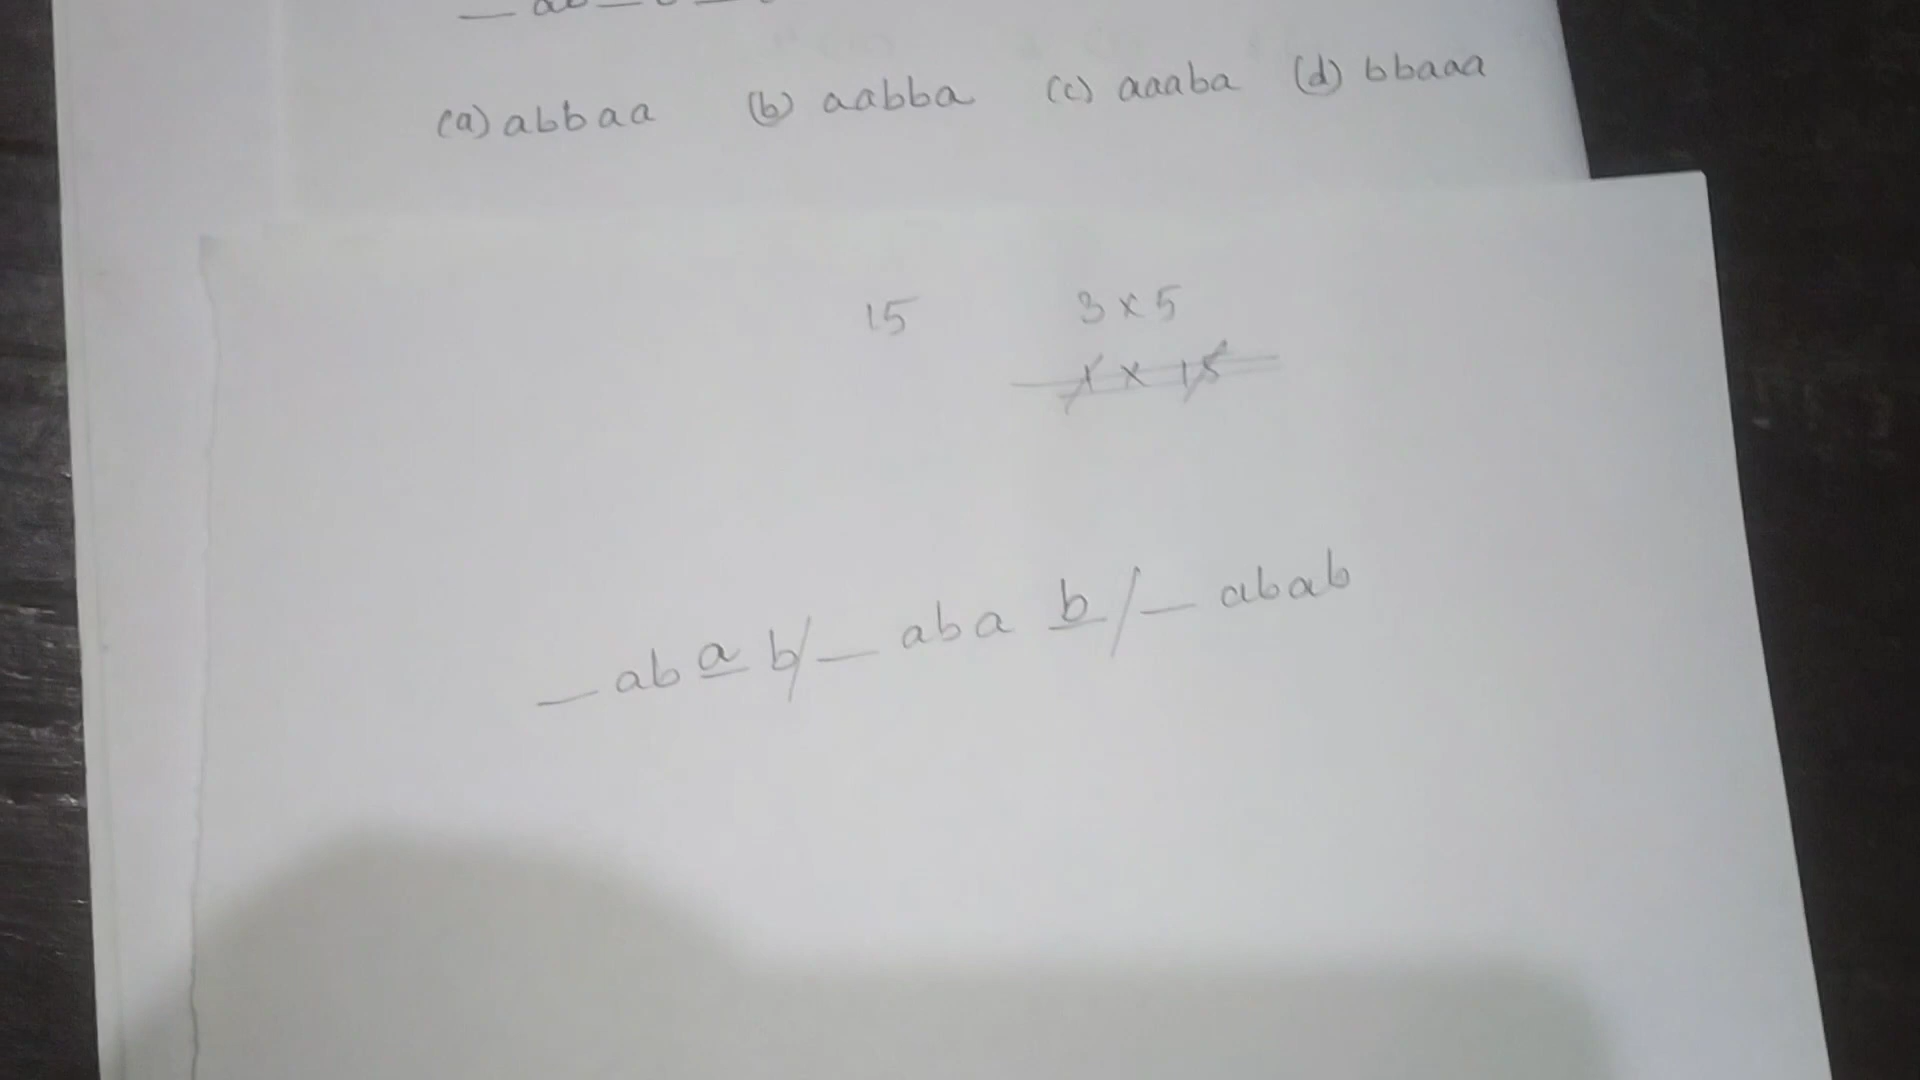 (a) abbaa (b) aabba (c) aaaba (d) bbaaa
15 3 x 5
1 x 15
_ ab a b/_ aba b/_ abab